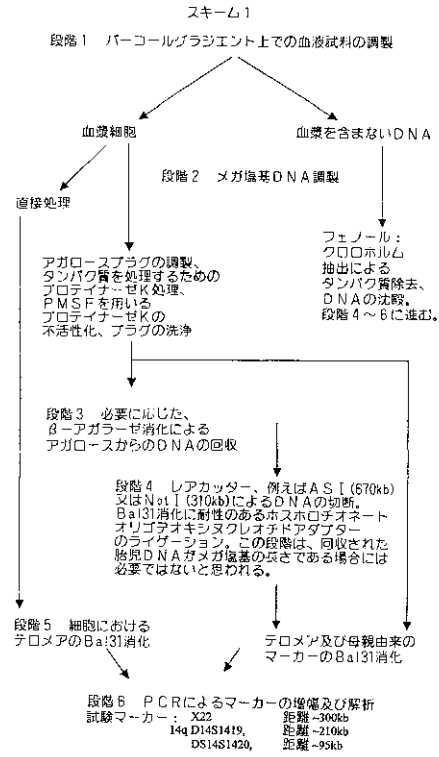 スキーム1
段階1 パーコールグラジエント上での血液試料の調製
血漿細胞
血漿を含まないDNA
段階2 メガ塩基DNA調製
直接処理
アガロースプラグの調製、
タンパク質を処理するための
プロテイナーゼK処理、
PMSFを用いる
プロテイナーゼKの
不活性化、プラグの洗浄
フェノール:
クロロホルム
抽出による
タンパク質除去、
DNAの沈殿。
段階4~6に進む。
段階3 必要に応じた、
β-アガラーゼ消化による
アガロースからのDNAの回収
段階4 レアカッター、例えばASI(670kb)
又はNotI(310kb)によるDNAの切断。
Bal31消化に耐性のあるホスホロチオネート
オリゴデオキシヌクレオチドアダプター
のライゲーション。この段階は、回収された
胎児DNAがメガ塩基の長さである場合には
必要ではないと思われる。
段階5 細胞における
テロメアのBal31消化
テロメア及び母親由来の
マーカーのBal31消化
段階6 PCRによるマーカーの増幅及び解析
試験マーカー: X22 距離~300kb
14q D14S1419, 距離~210kb
DS14S1420, 距離~95kb